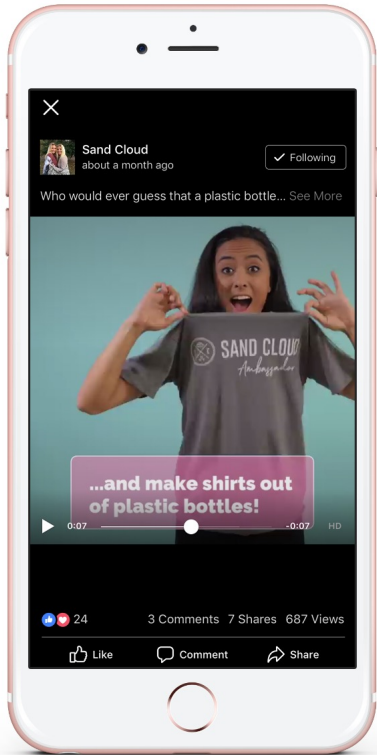 Sand Cloud
about a month ago
Following
Who would ever guess that a plastic bottle... See More
SAND CLOUD
Ambassador
...and make shirts out
of plastic bottles!
0:07
-0:07
HD
24
3 Comments 7 Shares 687 Views
Like
Comment
Share